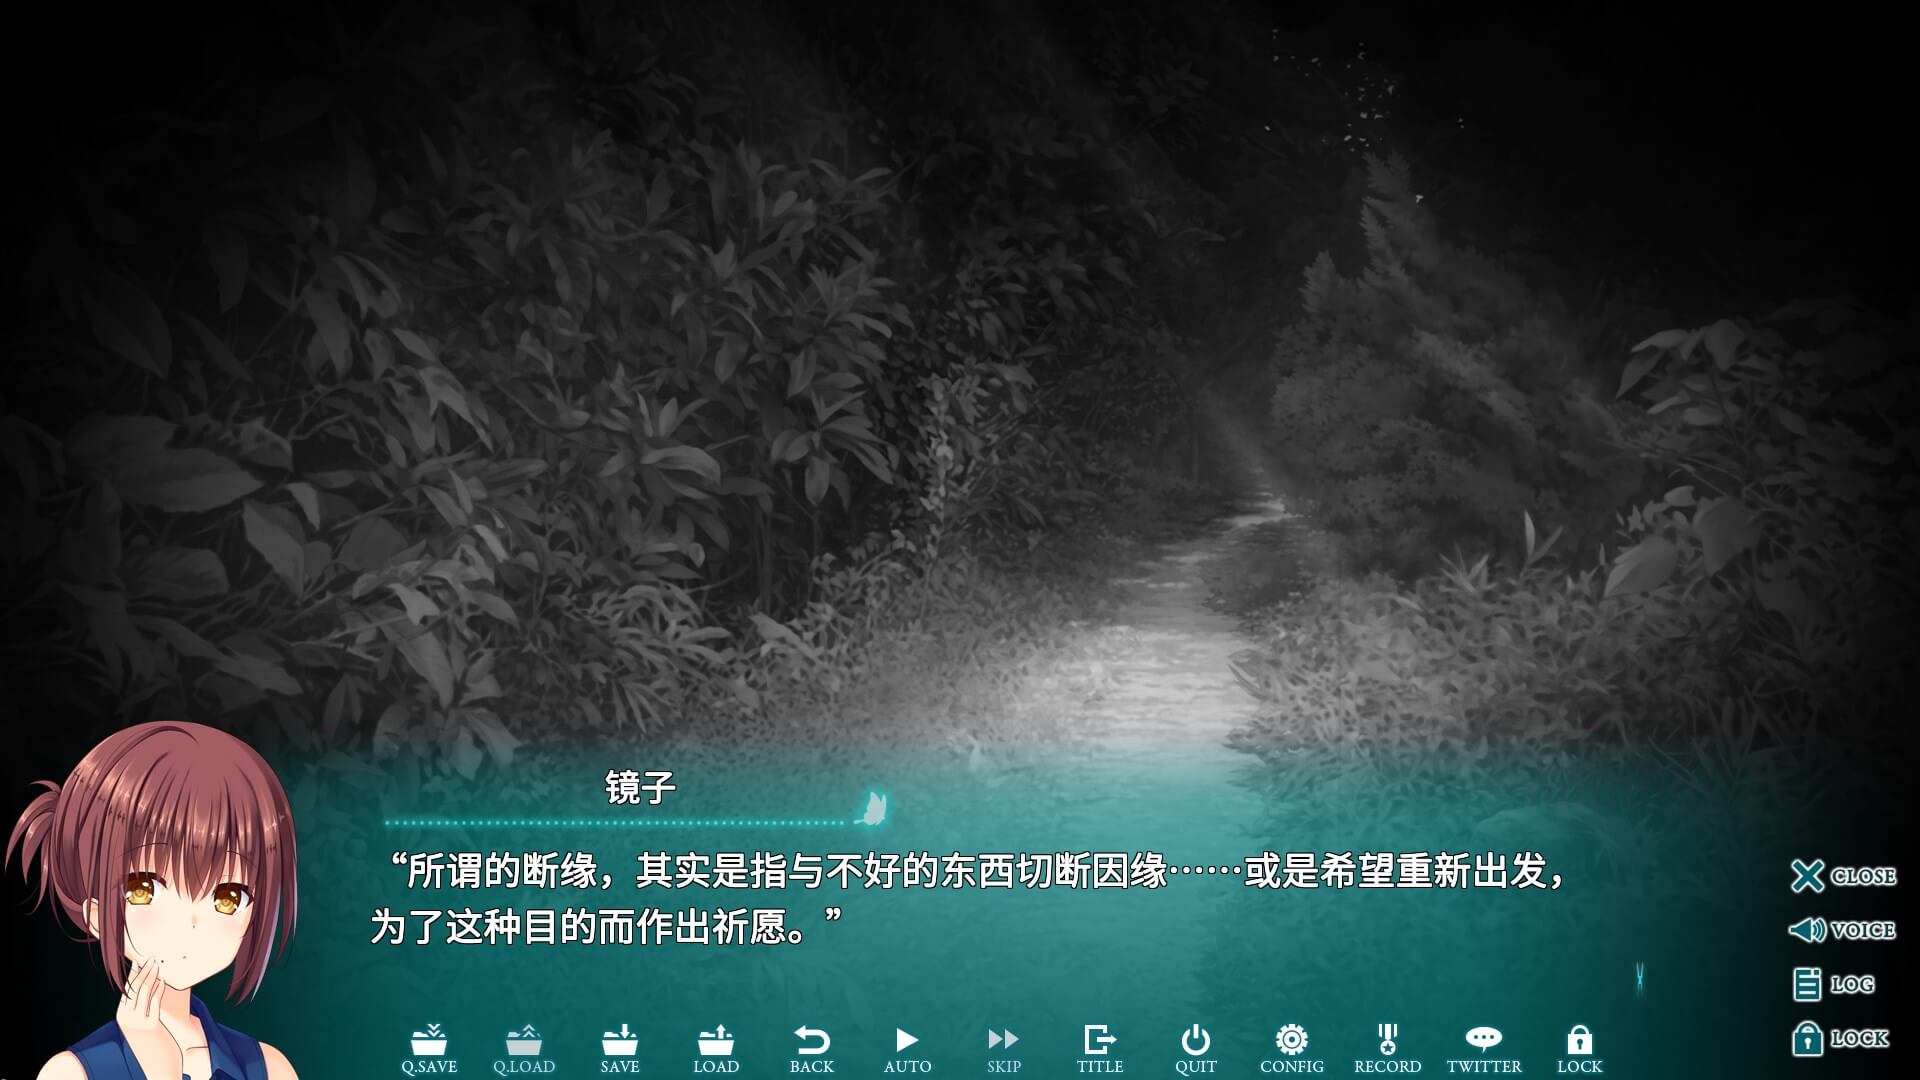 镜子
“所谓的断缘，其实是指与不好的东西切断因缘……或是希望重新出发，
为了这种目的而作出祈愿。”
CLOSE
VOICE
LOG
LOCK
Q.SAVE
Q.LOAD
SAVE
LOAD
BACK
AUTO
SKIP
TITLE
QUIT
CONFIG
RECORD
TWITTER
LOCK